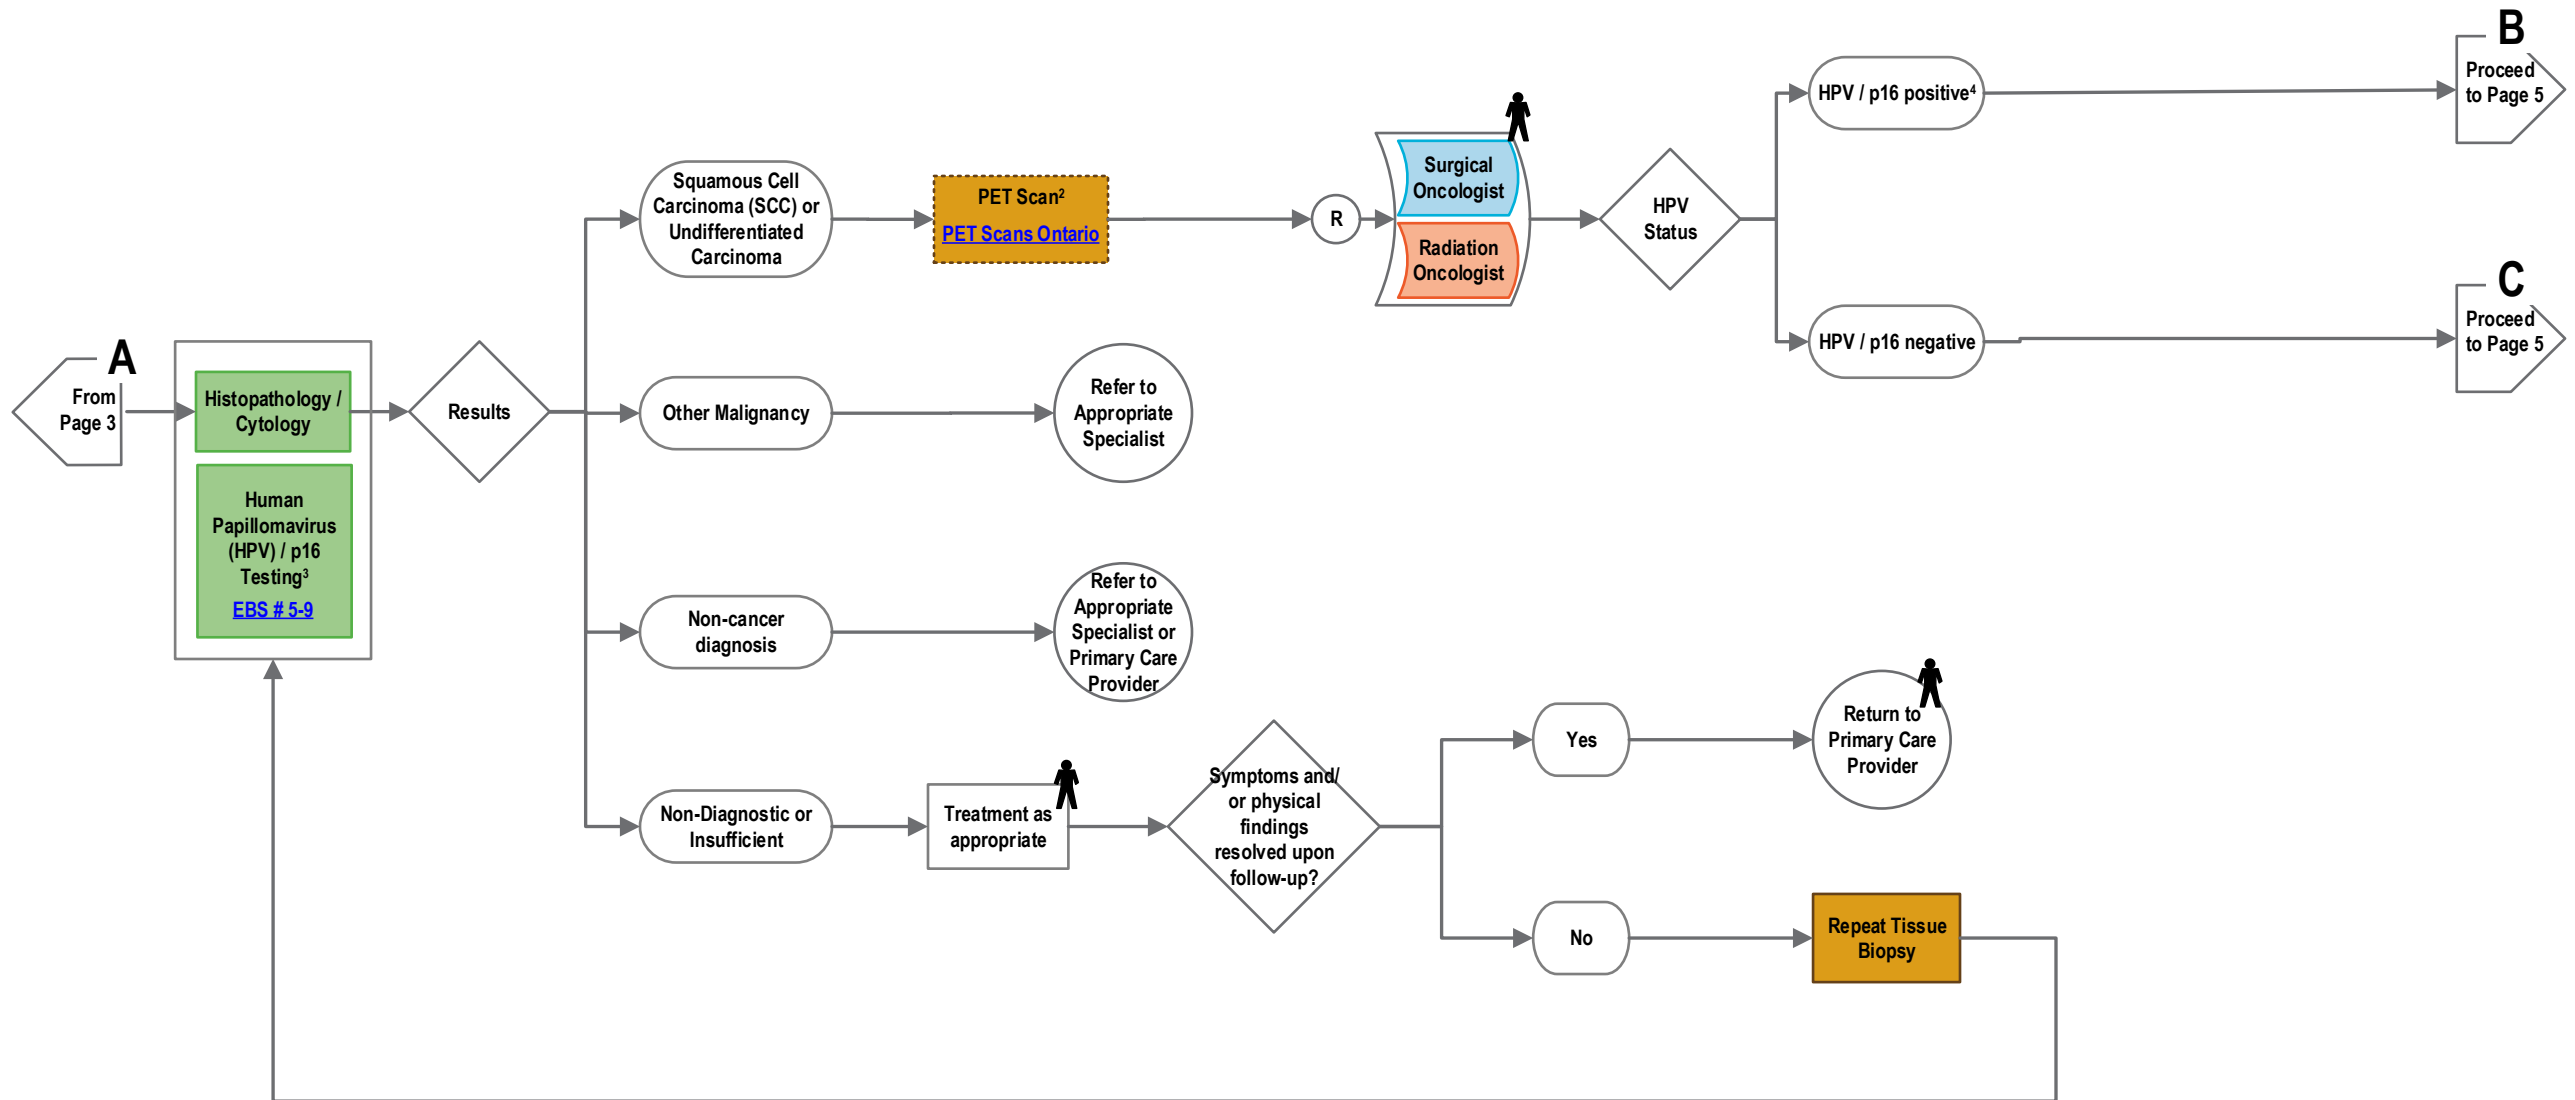 A
From
Page 3
Histopathology /
Cytology
Human
Papillomavirus
(HPV) / p16
Testing³
EBS # 5-9
Results
Squamous Cell
Carcinoma (SCC) or
Undifferentiated
Carcinoma
PET Scan²
PET Scans Ontario
R
Surgical
Oncologist
Radiation
Oncologist
HPV
Status
HPV / p16 positive⁴
B
Proceed
to Page 5
HPV / p16 negative
C
Proceed
to Page 5
Other Malignancy
Refer to
Appropriate
Specialist
Non-cancer
diagnosis
Refer to
Appropriate
Specialist or
Primary Care
Provider
Non-Diagnostic or
Insufficient
Treatment as
appropriate
Symptoms and/
or physical
findings
resolved upon
follow-up?
Yes
Return to
Primary Care
Provider
No
Repeat Tissue
Biopsy